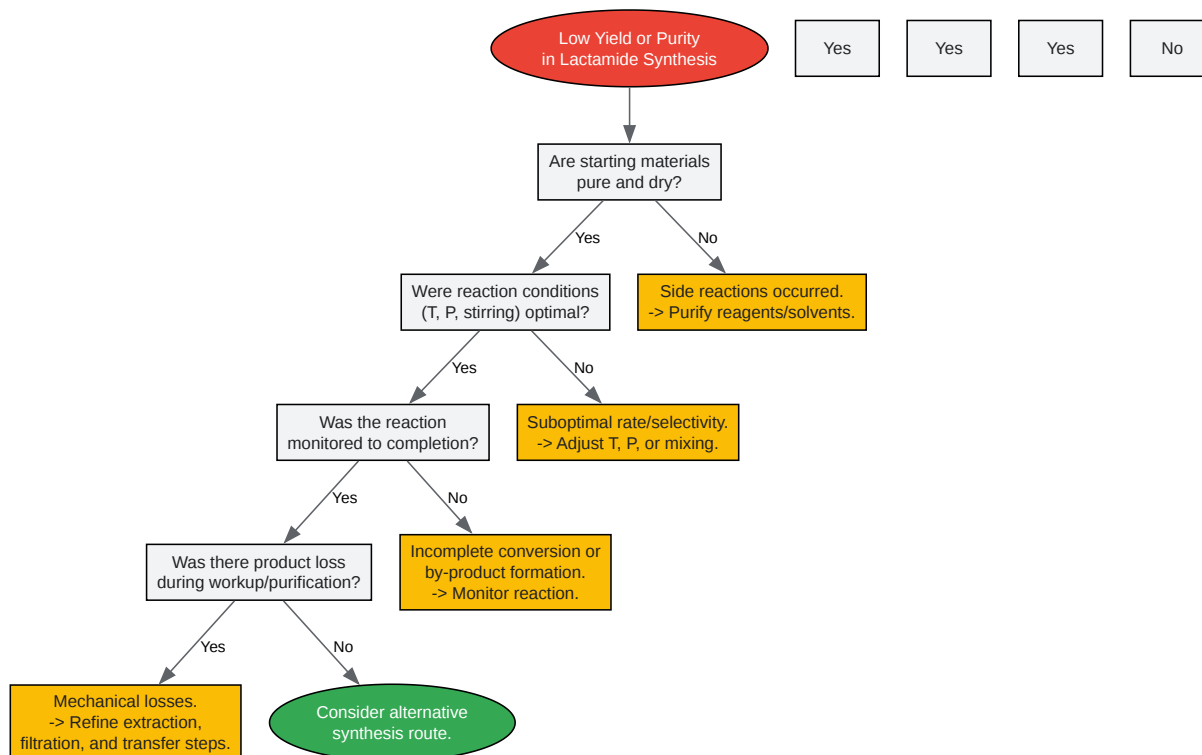 Low Yield or Purity
in Lactamide Synthesis
Yes
Yes
Yes
No
Are starting materials
pure and dry?
Yes
No
Were reaction conditions
(T, P, stirring) optimal?
Side reactions occurred.
-> Purify reagents/solvents.
Yes
No
Was the reaction
monitored to completion?
Suboptimal rate/selectivity.
-> Adjust T, P, or mixing.
Yes
No
Was there product loss
during workup/purification?
Incomplete conversion or
by-product formation.
-> Monitor reaction.
Yes
No
Mechanical losses.
-> Refine extraction,
filtration, and transfer steps.
Consider alternative
synthesis route.